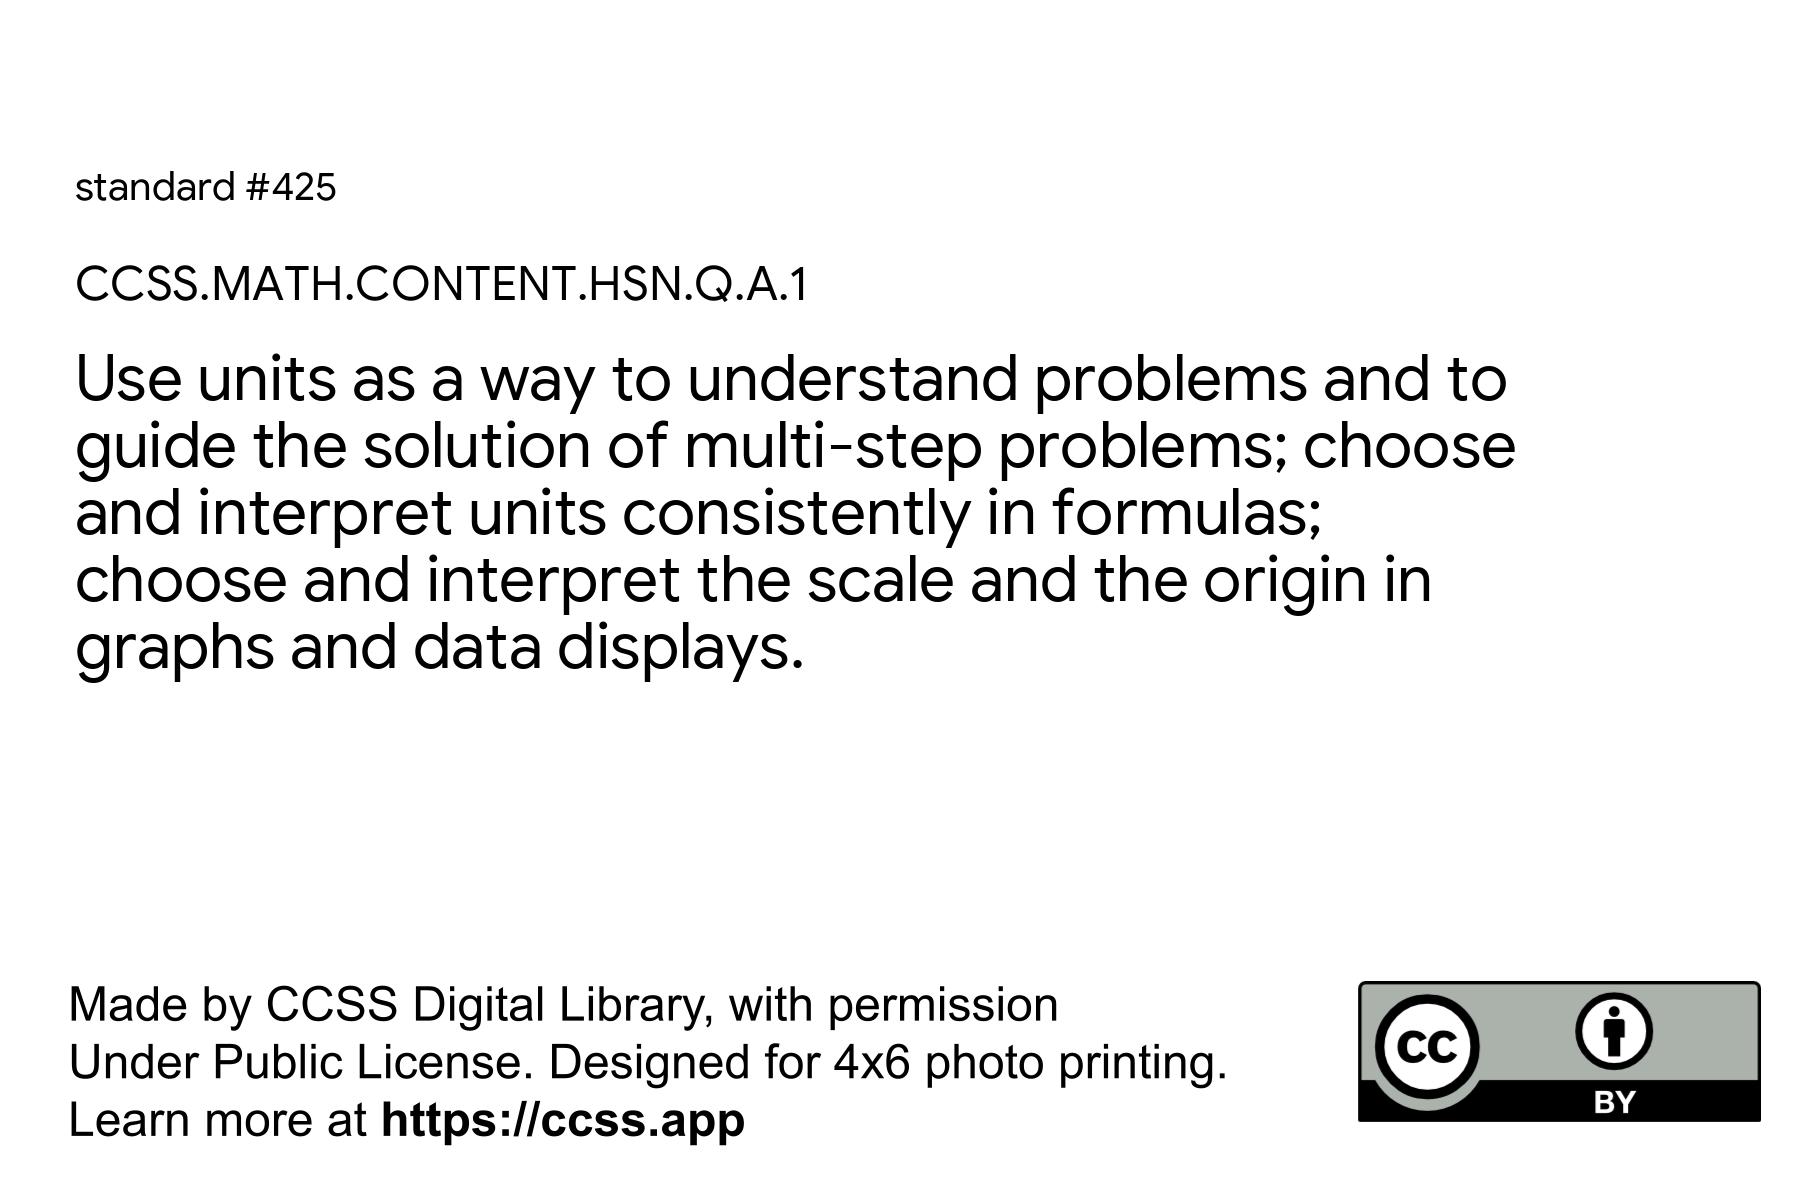 standard #425
CCSS.MATH.CONTENT.HSN.Q.A.1
Use units as a way to understand problems and to
guide the solution of multi-step problems; choose
and interpret units consistently in formulas;
choose and interpret the scale and the origin in
graphs and data displays.
Made by CCSS Digital Library, with permission
Under Public License. Designed for 4x6 photo printing.
Learn more at https://ccss.app
cc
BY